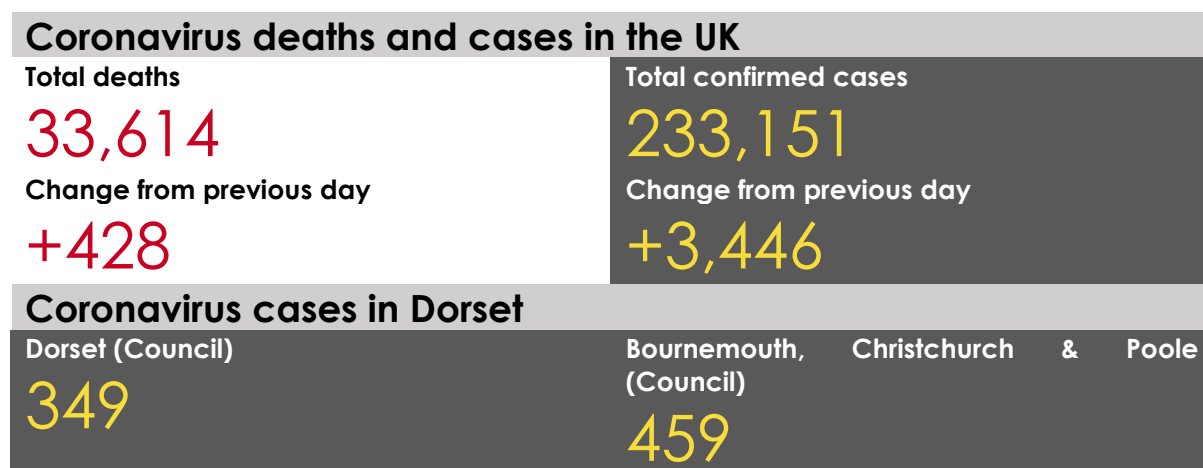 Coronavirus deaths and cases in the UK
Total deaths
33,614
Change from previous day
+428
Total confirmed cases
233,151
Change from previous day
+3,446
Coronavirus cases in Dorset
Dorset (Council)
349
Bournemouth, Christchurch & Poole
(Council)
459